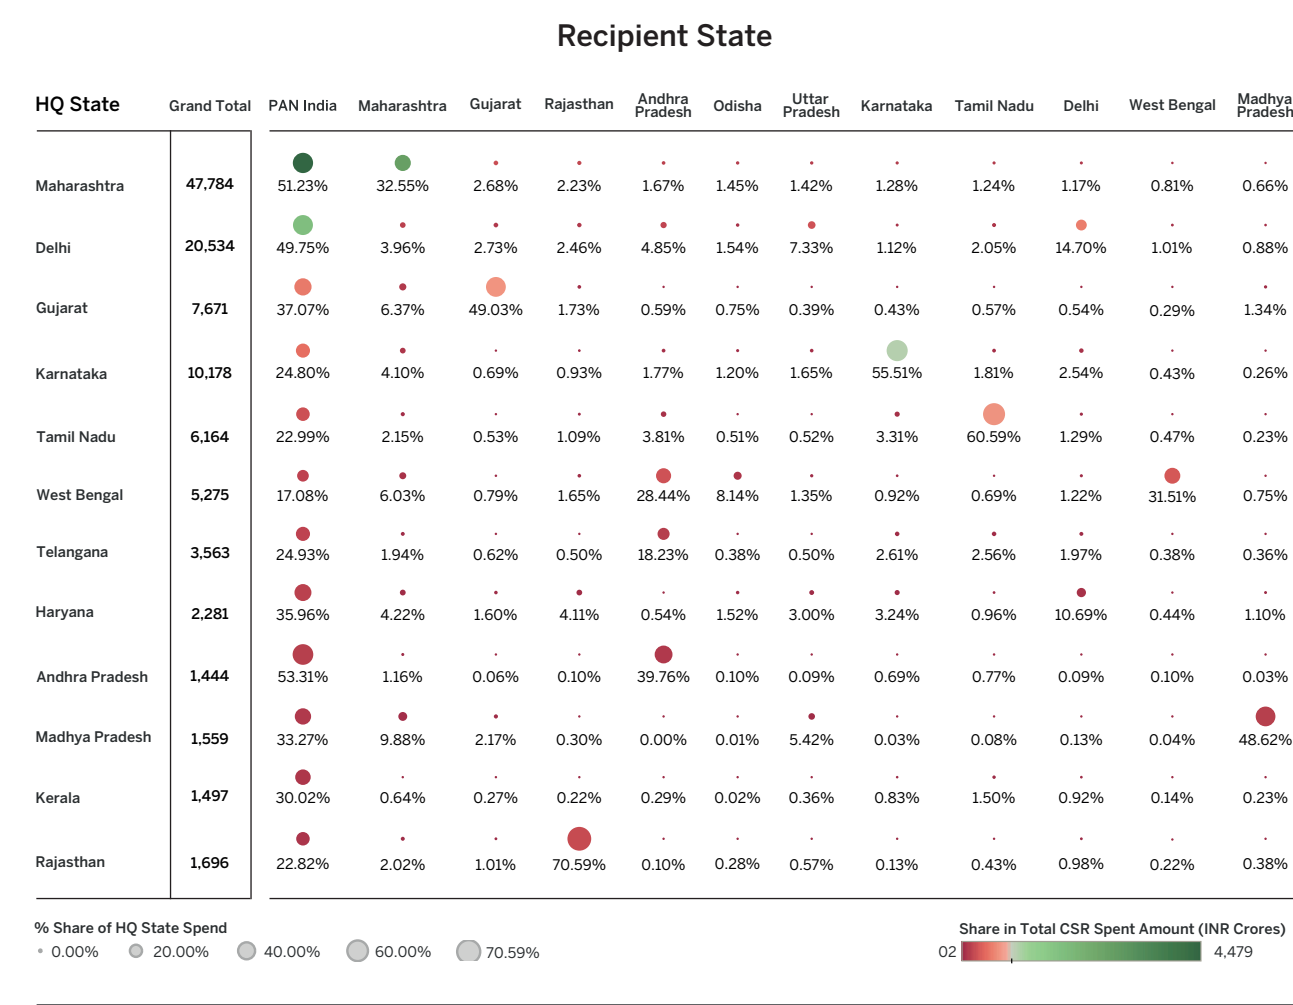 Recipient State
HQ State Grand Total PAN India Maharashtra Gujarat Rajasthan Andhra Pradesh Odisha Uttar Pradesh Karnataka Tamil Nadu Delhi West Bengal Madhya Pradesh
Maharashtra 47,784 51.23% 32.55% 2.68% 2.23% 1.67% 1.45% 1.42% 1.28% 1.24% 1.17% 0.81% 0.66%
Delhi 20,534 49.75% 3.96% 2.73% 2.46% 4.85% 1.54% 7.33% 1.12% 2.05% 14.70% 1.01% 0.88%
Gujarat 7,671 37.07% 6.37% 49.03% 1.73% 0.59% 0.75% 0.39% 0.43% 0.57% 0.54% 0.29% 1.34%
Karnataka 10,178 24.80% 4.10% 0.69% 0.93% 1.77% 1.20% 1.65% 55.51% 1.81% 2.54% 0.43% 0.26%
Tamil Nadu 6,164 22.99% 2.15% 0.53% 1.09% 3.81% 0.51% 0.52% 3.31% 60.59% 1.29% 0.47% 0.23%
West Bengal 5,275 17.08% 6.03% 0.79% 1.65% 28.44% 8.14% 1.35% 0.92% 0.69% 1.22% 31.51% 0.75%
Telangana 3,563 24.93% 1.94% 0.62% 0.50% 18.23% 0.38% 0.50% 2.61% 2.56% 1.97% 0.38% 0.36%
Haryana 2,281 35.96% 4.22% 1.60% 4.11% 0.54% 1.52% 3.00% 3.24% 0.96% 10.69% 0.44% 1.10%
Andhra Pradesh 1,444 53.31% 1.16% 0.06% 0.10% 39.76% 0.10% 0.09% 0.69% 0.77% 0.09% 0.10% 0.03%
Madhya Pradesh 1,559 33.27% 9.88% 2.17% 0.30% 0.00% 0.01% 5.42% 0.03% 0.08% 0.13% 0.04% 48.62%
Kerala 1,497 30.02% 0.64% 0.27% 0.22% 0.29% 0.02% 0.36% 0.83% 1.50% 0.92% 0.14% 0.23%
Rajasthan 1,696 22.82% 2.02% 1.01% 70.59% 0.10% 0.28% 0.57% 0.13% 0.43% 0.98% 0.22% 0.38%
% Share of HQ State Spend
0.00% 20.00% 40.00% 60.00% 70.59%
Share in Total CSR Spent Amount (INR Crores)
02 4,479